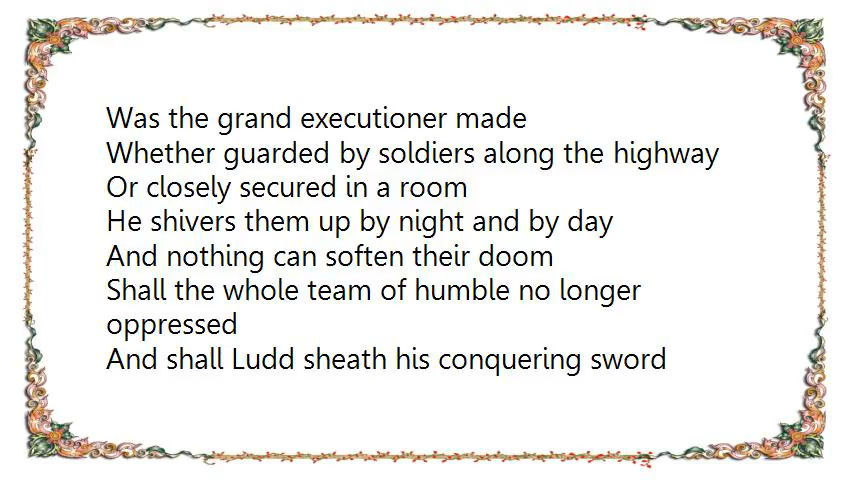 Was the grand executioner made
Whether guarded by soldiers along the highway
Or closely secured in a room
He shivers them up by night and by day
And nothing can soften their doom
Shall the whole team of humble no longer
oppressed
And shall Ludd sheath his conquering sword